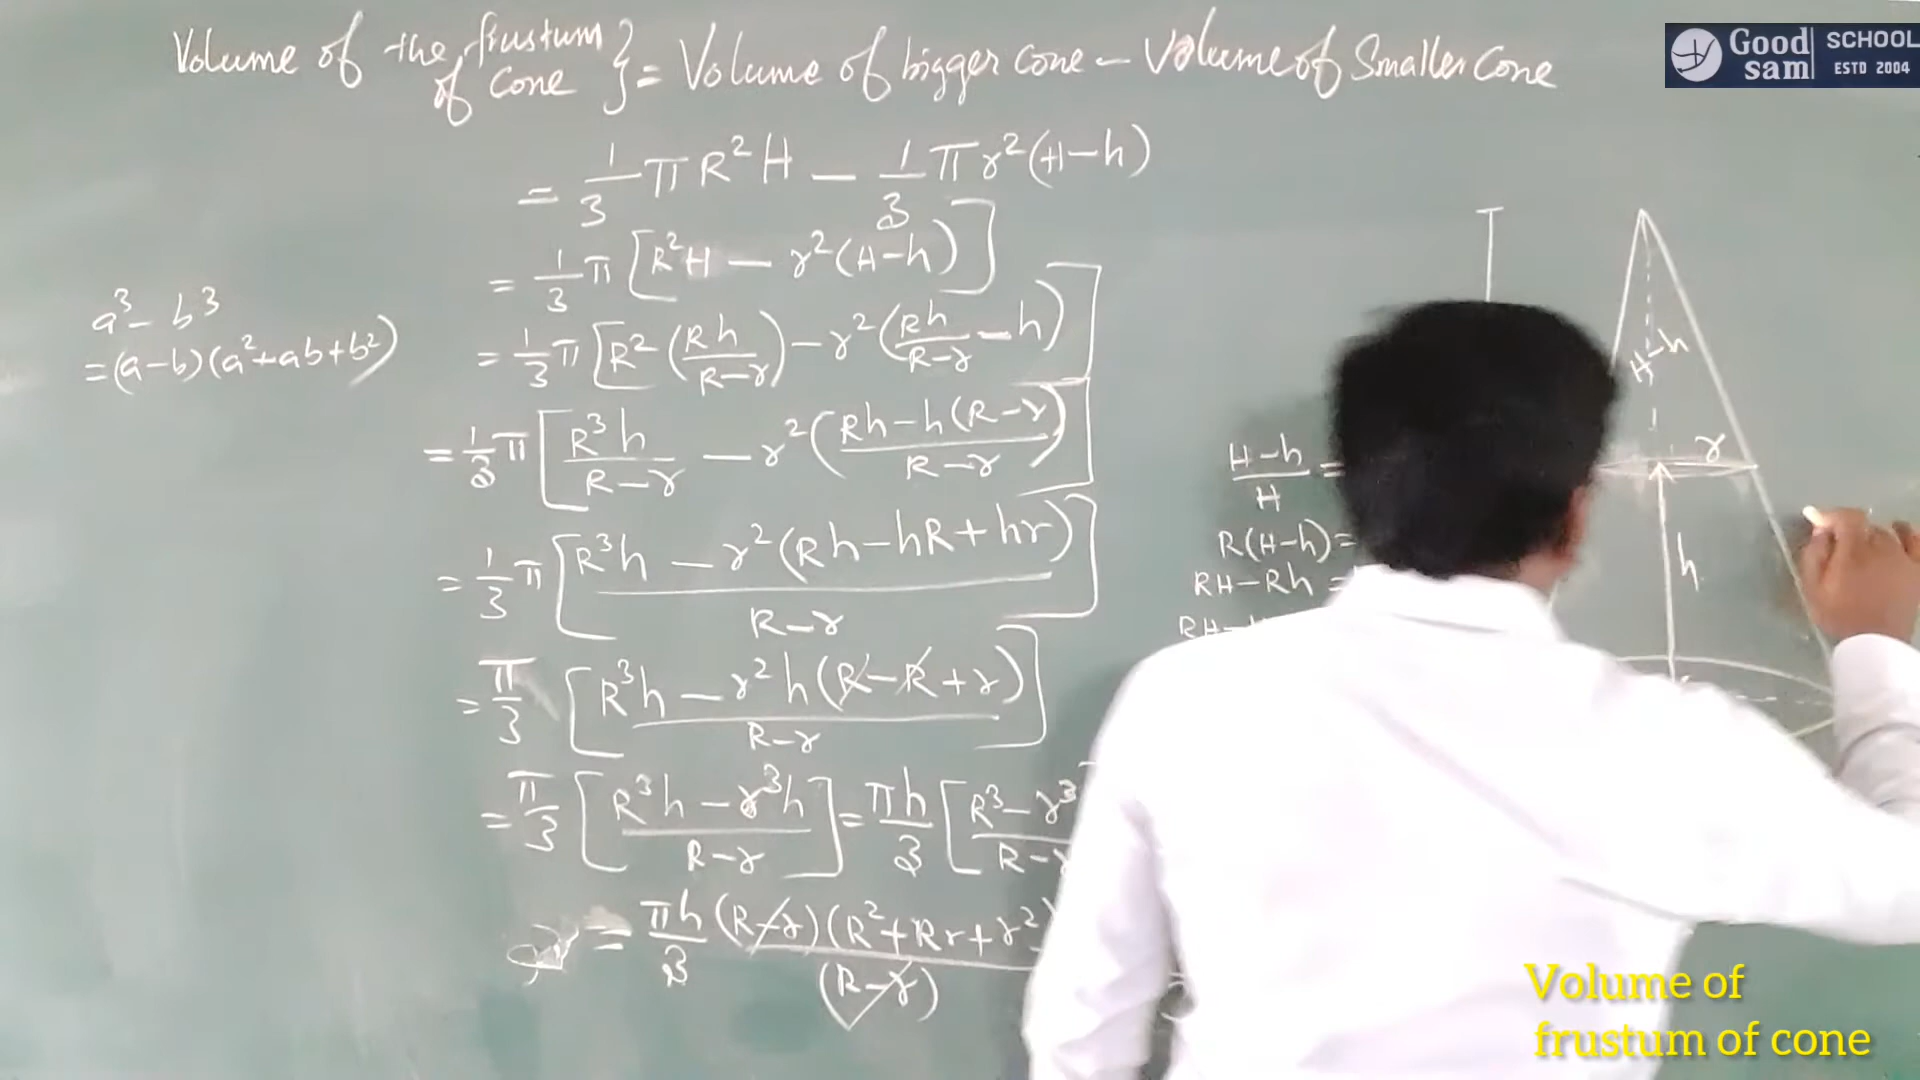 Volume of the frustum of cone } = Volume of bigger cone – Volume of Smaller Cone
= 1/3 π R² H – 1/3 π r² (H–h)
= 1/3 π [R²H – r²(H–h)]
= 1/3 π [R² (Rh/(R–r)) – r² (Rh/(R–r) – h)]
= 1/3 π [R³h/(R–r) – r² ((Rh–h(R–r))/(R–r))]
= 1/3 π [(R³h – r²(Rh–hR+hr))/(R–r)]
= π/3 [(R³h – r²h(R–R+r))/(R–r)]
= π/3 [(R³h – r³h)/(R–r)] = πh/3 [(R³–r³)/(R–r
= πh/3 (R–r)(R²+Rr+r²)/(R–r)
a³– b³
=(a–b)(a²+ab+b²)
(H–h)/H =
R(H–h)=
RH–Rh =
RH–
H–h
r
h
Good sam SCHOOL
ESTD 2004
Volume of
frustum of cone